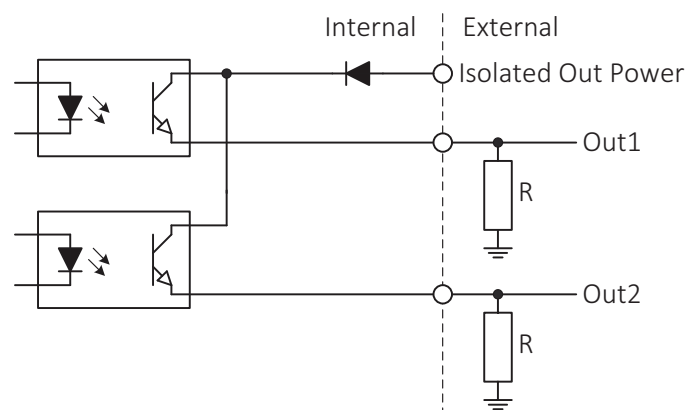 Internal
External
Isolated Out Power
Out1
R
Out2
R